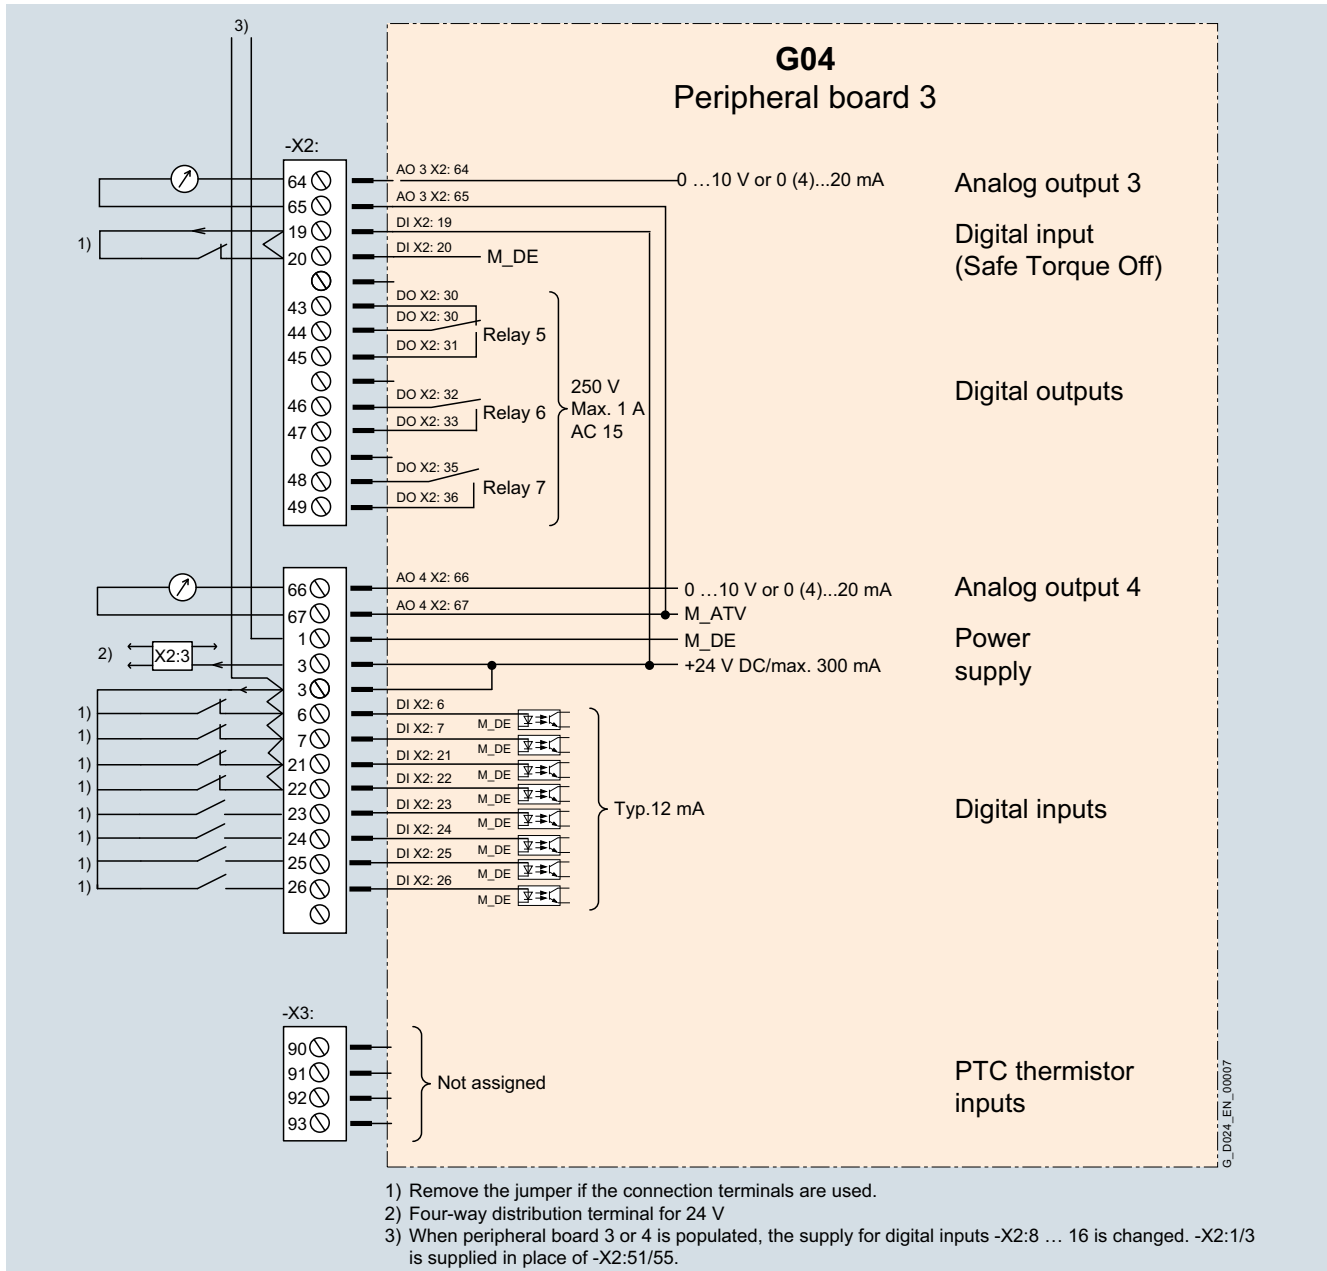 3)
G04
Peripheral board 3
-X2:
64 AO 3 X2: 64 0 …10 V or 0 (4)...20 mA Analog output 3
65 AO 3 X2: 65
1) 19 DI X2: 19 Digital input
20 DI X2: 20 M_DE (Safe Torque Off)
43 DO X2: 30
44 DO X2: 30 Relay 5
45 DO X2: 31
250 V
Max. 1 A
AC 15
Digital outputs
46 DO X2: 32 Relay 6
47 DO X2: 33
48 DO X2: 35 Relay 7
49 DO X2: 36
66 AO 4 X2: 66 0 …10 V or 0 (4)...20 mA Analog output 4
67 AO 4 X2: 67 M_ATV
1 M_DE Power
2) X2:3 3 +24 V DC/max. 300 mA supply
3
1) 6 DI X2: 6 M_DE
1) 7 DI X2: 7 M_DE
1) 21 DI X2: 21 M_DE
1) 22 DI X2: 22 M_DE
Typ.12 mA Digital inputs
1) 23 DI X2: 23 M_DE
1) 24 DI X2: 24 M_DE
1) 25 DI X2: 25 M_DE
1) 26 DI X2: 26 M_DE
-X3:
90
91 Not assigned PTC thermistor
92 inputs
93
G_D024_EN_00007
1) Remove the jumper if the connection terminals are used.
2) Four-way distribution terminal for 24 V
3) When peripheral board 3 or 4 is populated, the supply for digital inputs -X2:8 … 16 is changed. -X2:1/3
is supplied in place of -X2:51/55.